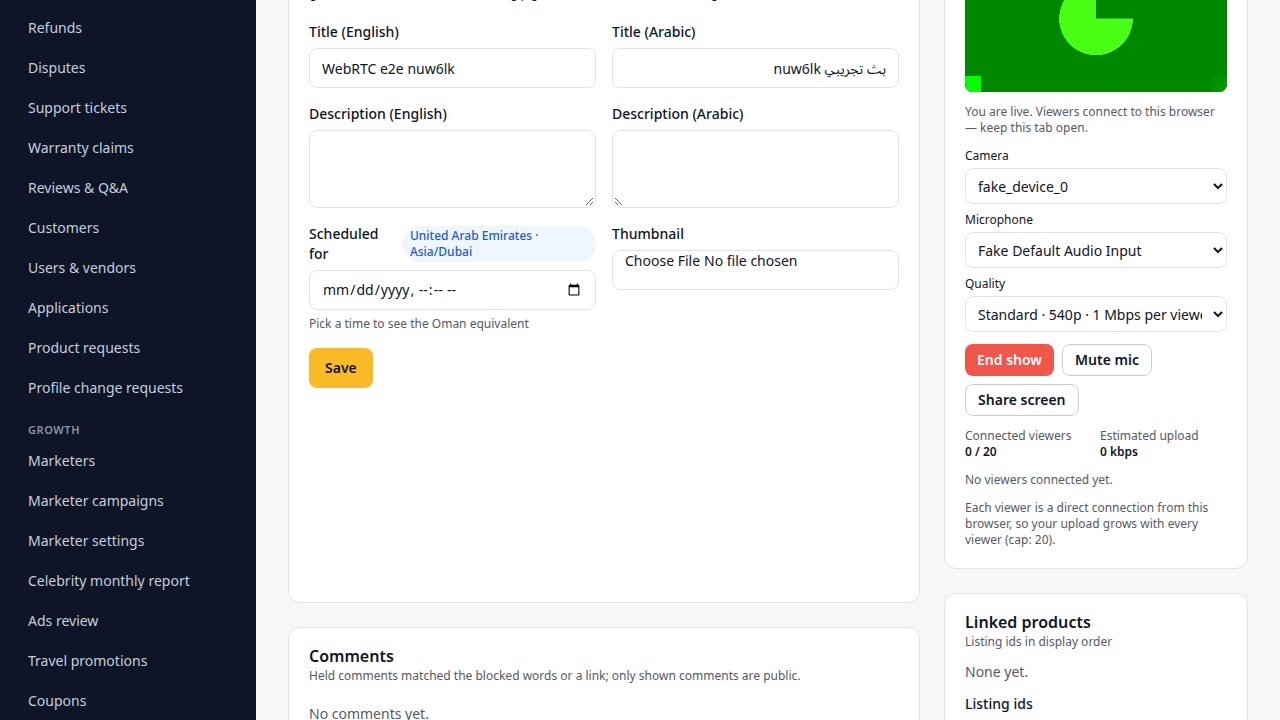 Refunds
Disputes
Support tickets
Warranty claims
Reviews & Q&A
Customers
Users & vendors
Applications
Product requests
Profile change requests
GROWTH
Marketers
Marketer campaigns
Marketer settings
Celebrity monthly report
Ads review
Travel promotions
Coupons
Title (English)
Title (Arabic)
WebRTC e2e nuw6lk
بث تجريبي nuw6lk
Description (English)
Description (Arabic)
Scheduled
for
United Arab Emirates ·
Asia/Dubai
Thumbnail
Choose File No file chosen
mm/dd/yyyy, --:-- --
Pick a time to see the Oman equivalent
Save
Comments
Held comments matched the blocked words or a link; only shown comments are public.
No comments yet.
You are live. Viewers connect to this browser
— keep this tab open.
Camera
fake_device_0
Microphone
Fake Default Audio Input
Quality
Standard · 540p · 1 Mbps per viewe
End show
Mute mic
Share screen
Connected viewers
0 / 20
Estimated upload
0 kbps
No viewers connected yet.
Each viewer is a direct connection from this
browser, so your upload grows with every
viewer (cap: 20).
Linked products
Listing ids in display order
None yet.
Listing ids